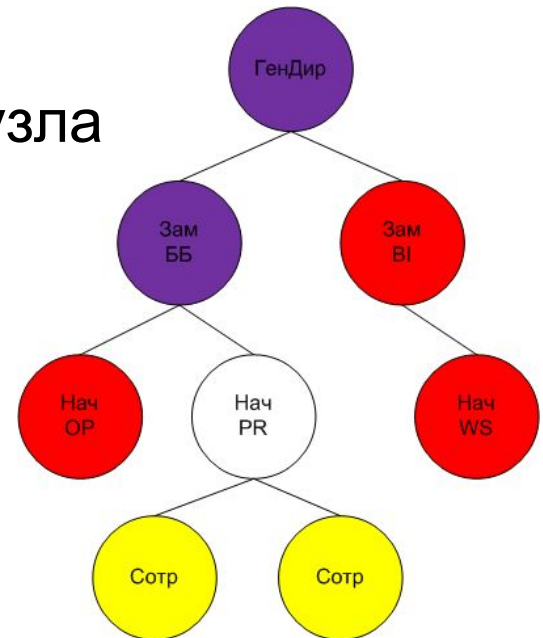 ГенДир
узла
Зам
ББ
Зам
BI
Нач
OP
Нач
PR
Нач
WS
Сотр
Сотр